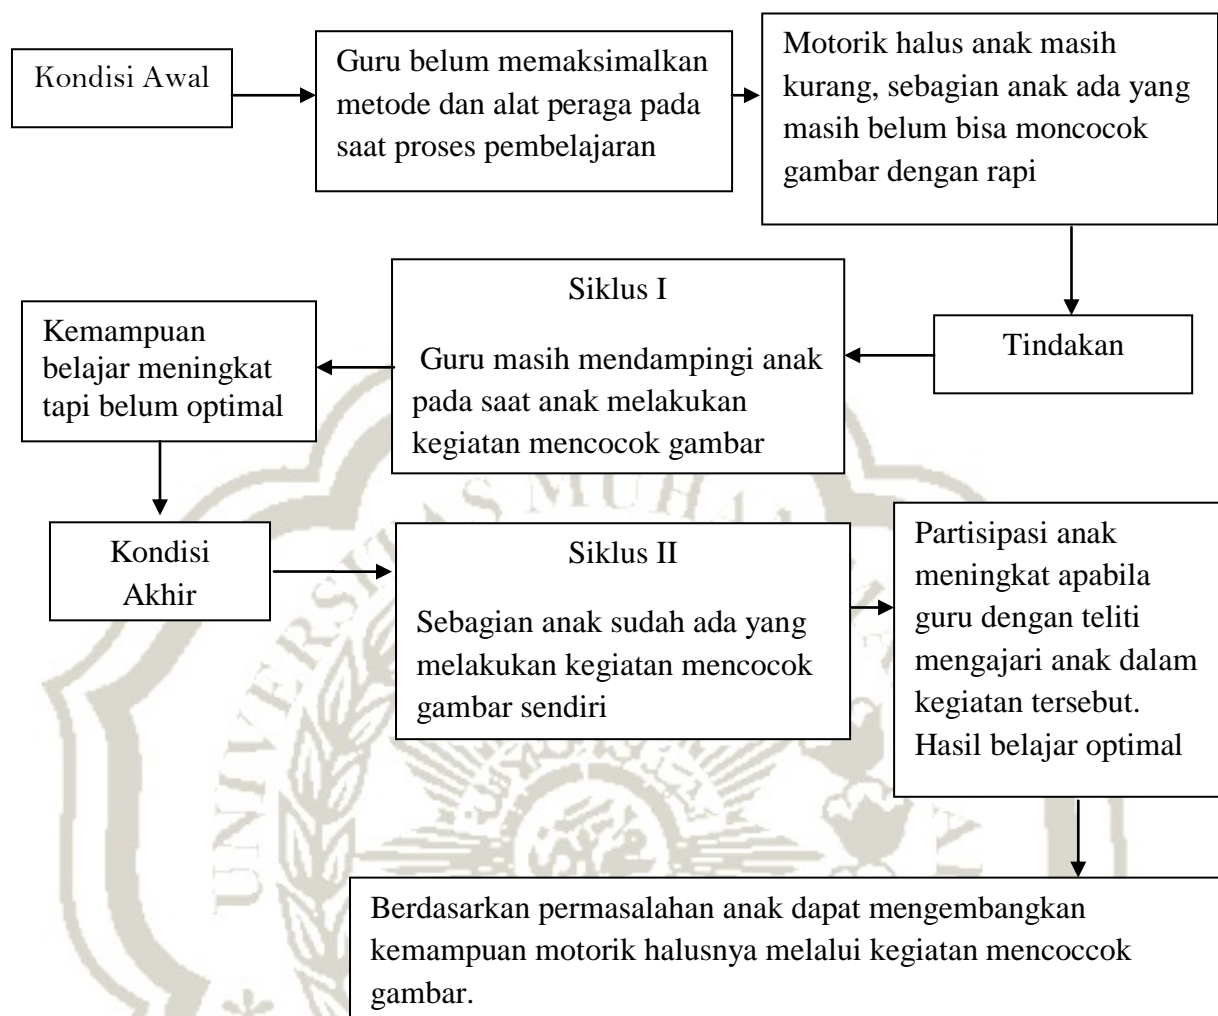 Kondisi Awal
Guru belum memaksimalkan
metode dan alat peraga pada
saat proses pembelajaran
Motorik halus anak masih
kurang, sebagian anak ada yang
masih belum bisa moncocok
gambar dengan rapi
Tindakan
Siklus I
Guru masih mendampingi anak
pada saat anak melakukan
kegiatan mencocok gambar
Kemampuan
belajar meningkat
tapi belum optimal
Kondisi
Akhir
Siklus II
Sebagian anak sudah ada yang
melakukan kegiatan mencocok
gambar sendiri
Partisipasi anak
meningkat apabila
guru dengan teliti
mengajari anak dalam
kegiatan tersebut.
Hasil belajar optimal
Berdasarkan permasalahan anak dapat mengembangkan
kemampuan motorik halusnya melalui kegiatan mencoccok
gambar.